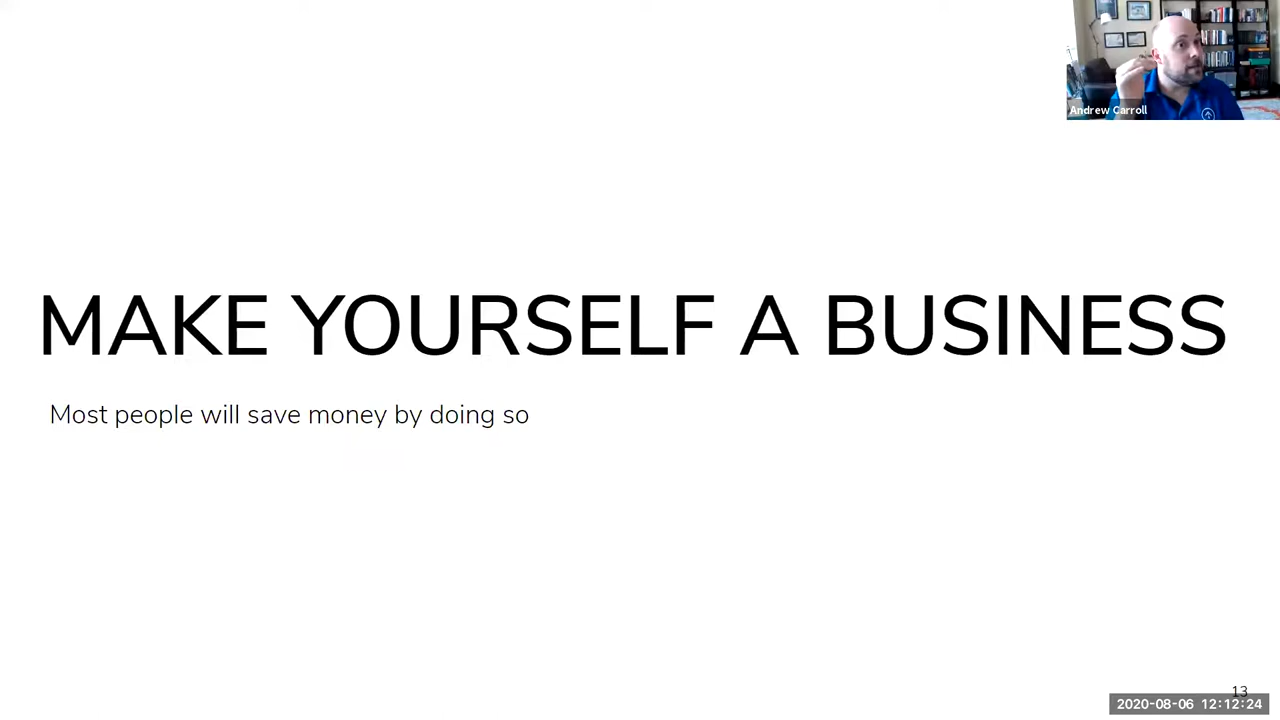 Andrew Carroll
MAKE YOURSELF A BUSINESS
Most people will save money by doing so
13
2020-08-06 12:12:24